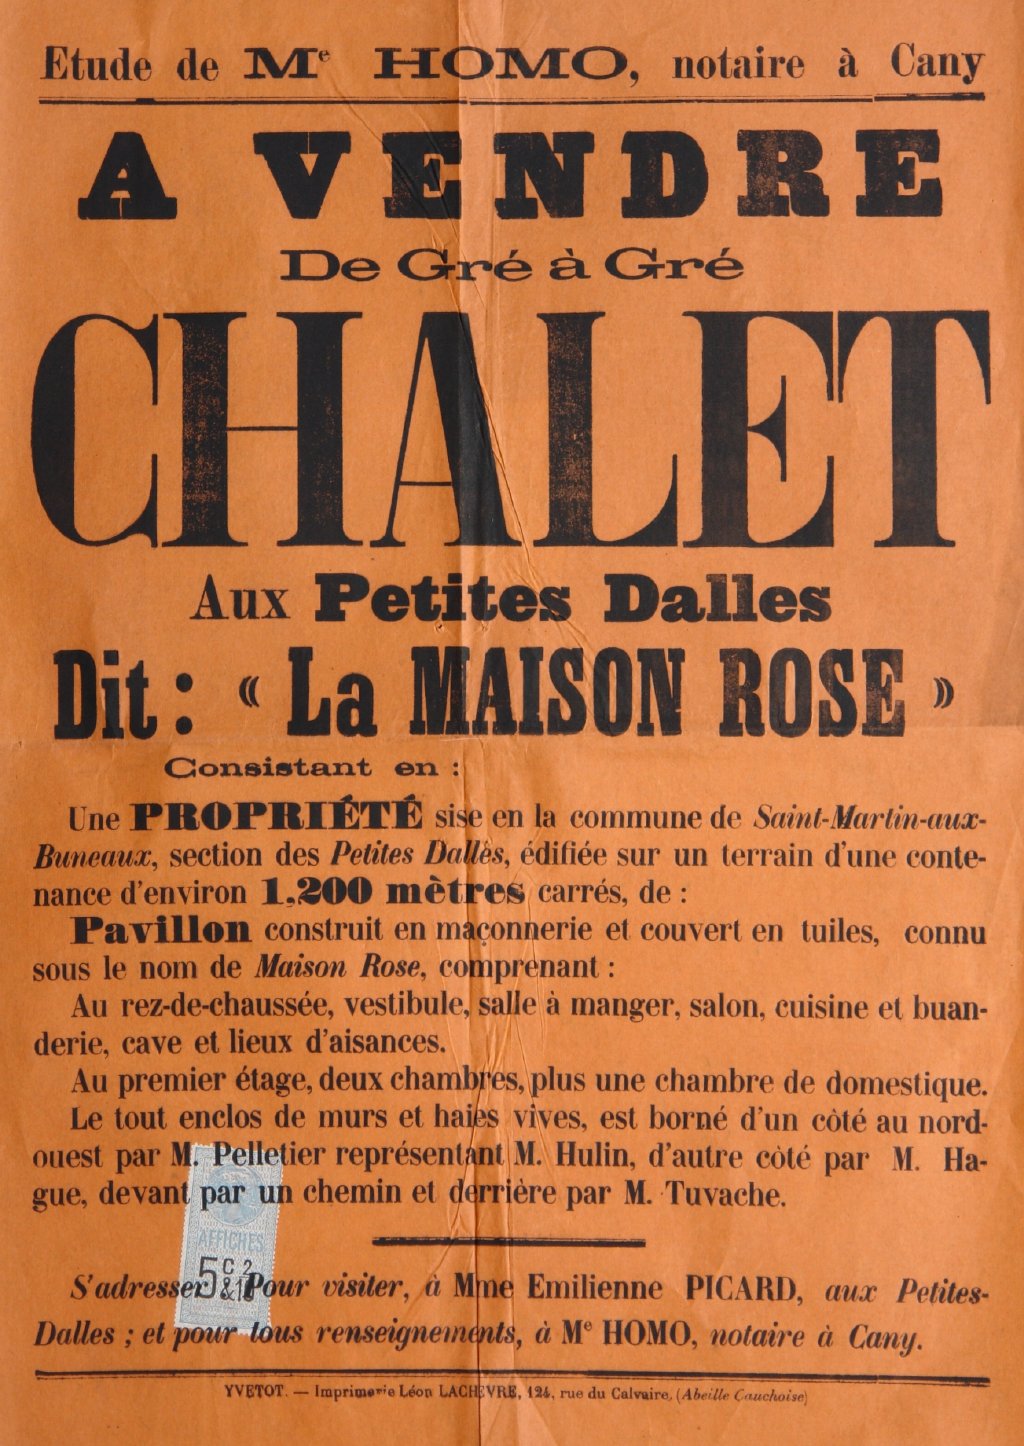 Etude de Me HOMO, notaire à Cany
A VENDRE
De Gré à Gré
CHALET
Aux Petites Dalles
Dit : « La MAISON ROSE »
Consistant en :
Une PROPRIÉTÉ sise en la commune de Saint-Martin-aux-
Buneaux, section des Petites Dalles, édifiée sur un terrain d'une conte-
nance d'environ 1,200 mètres carrés, de :
Pavillon construit en maçonnerie et couvert en tuiles, connu
sous le nom de Maison Rose, comprenant :
Au rez-de-chaussée, vestibule, salle à manger, salon, cuisine et buan-
derie, cave et lieux d'aisances.
Au premier étage, deux chambres, plus une chambre de domestique.
Le tout enclos de murs et haies vives, est borné d'un côté au nord-
ouest par M. Pelletier représentant M. Hulin, d'autre côté par M. Ha-
gue, devant par un chemin et derrière par M. Tuvache.
AFFICHES
5c 2
S'adresser : Pour visiter, à Mme Emilienne PICARD, aux Petites-
Dalles ; et pour tous renseignements, à Me HOMO, notaire à Cany.
YVETOT. — Imprimerie Léon LACHEVRE, 124, rue du Calvaire, (Abeille Cauchoise)